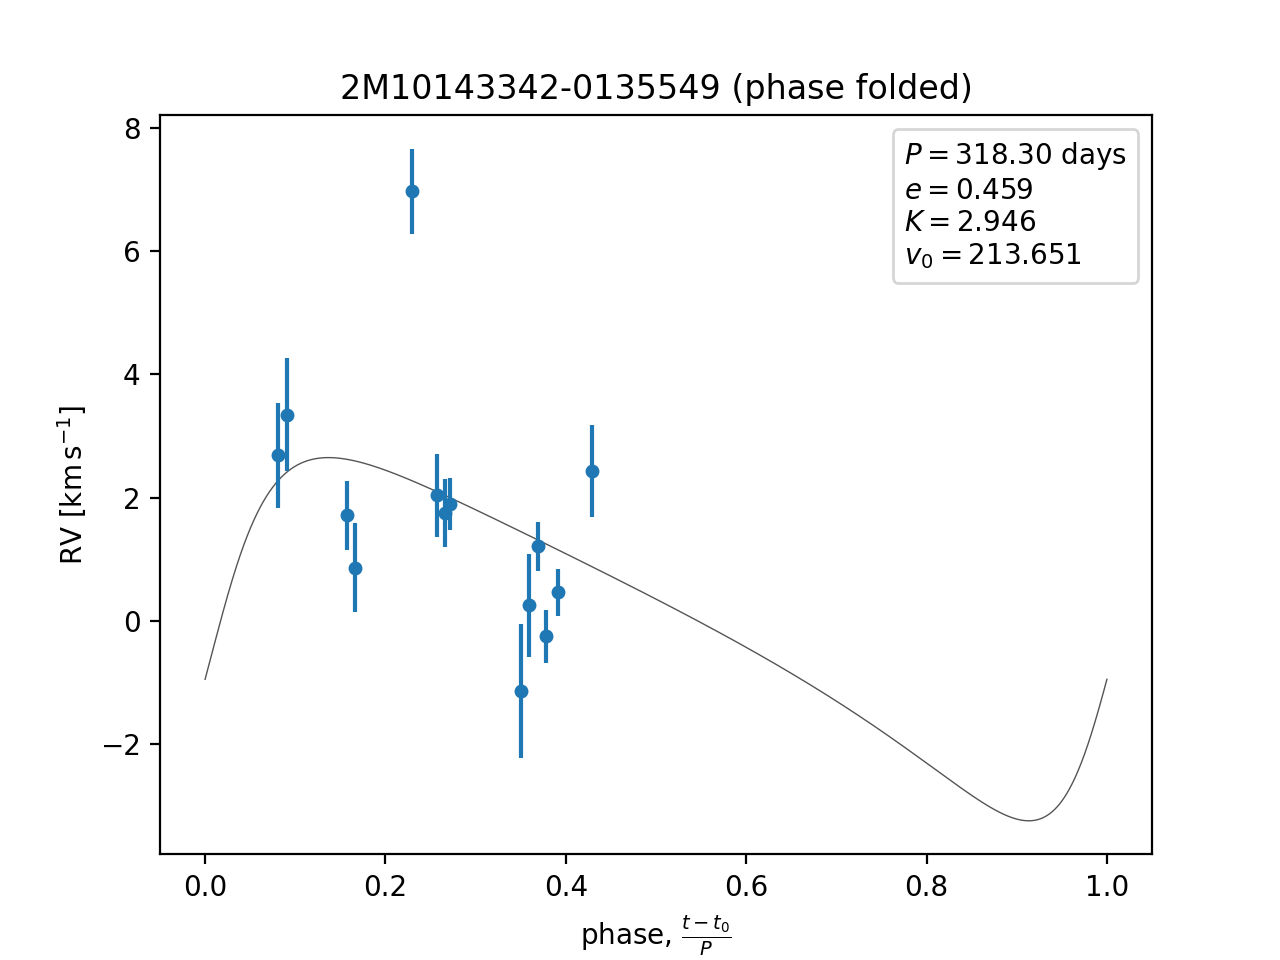 2M10143342-0135549 (phase folded)
P = 318.30 days
e = 0.459
K = 2.946
v₀ = 213.651
RV [km s⁻¹]
8
6
4
2
0
−2
0.0 0.2 0.4 0.6 0.8 1.0
phase, (t − t₀)/P